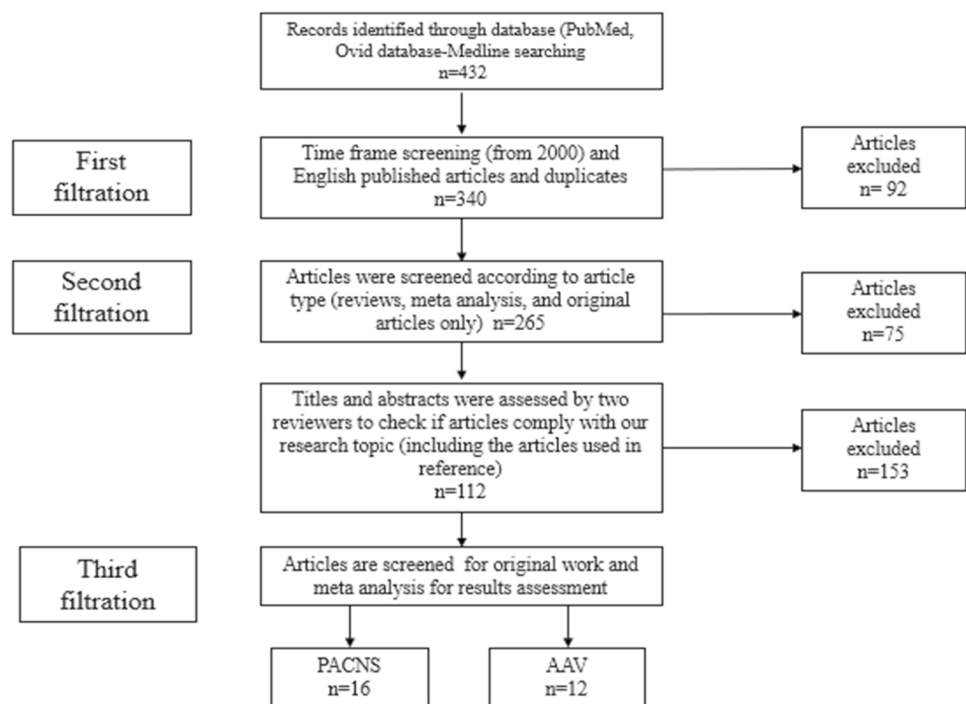 Records identified through database (PubMed,
Ovid database-Medline searching
n=432
First
filtration
Time frame screening (from 2000) and
English published articles and duplicates
n=340
Articles
excluded
n= 92
Second
filtration
Articles were screened according to article
type (reviews, meta analysis, and original
articles only)  n=265
Articles
excluded
n=75
Titles and abstracts were assessed by two
reviewers to check if articles comply with our
research topic (including the articles used in
reference)
n=112
Articles
excluded
n=153
Third
filtration
Articles are screened  for original work and
meta analysis for results assessment
PACNS
n=16
AAV
n=12